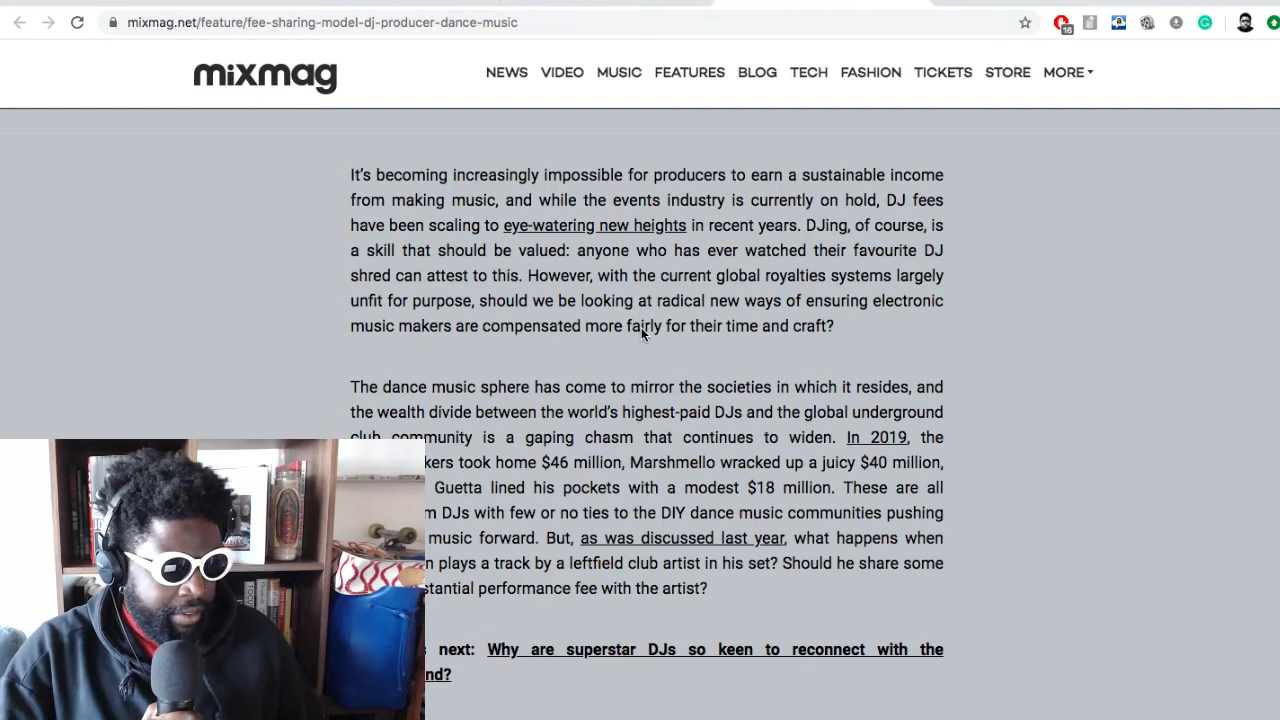 mixmag.net/feature/fee-sharing-model-dj-producer-dance-music
16
mixmag
NEWS VIDEO MUSIC FEATURES BLOG TECH FASHION TICKETS STORE MORE
It's becoming increasingly impossible for producers to earn a sustainable income
from making music, and while the events industry is currently on hold, DJ fees
have been scaling to eye-watering new heights in recent years. DJing, of course, is
a skill that should be valued: anyone who has ever watched their favourite DJ
shred can attest to this. However, with the current global royalties systems largely
unfit for purpose, should we be looking at radical new ways of ensuring electronic
music makers are compensated more fairly for their time and craft?
The dance music sphere has come to mirror the societies in which it resides, and
the wealth divide between the world's highest-paid DJs and the global underground
club community is a gaping chasm that continues to widen. In 2019, the
kers took home $46 million, Marshmello wracked up a juicy $40 million,
Guetta lined his pockets with a modest $18 million. These are all
m DJs with few or no ties to the DIY dance music communities pushing
music forward. But, as was discussed last year, what happens when
n plays a track by a leftfield club artist in his set? Should he share some
stantial performance fee with the artist?
next: Why are superstar DJs so keen to reconnect with the
nd?